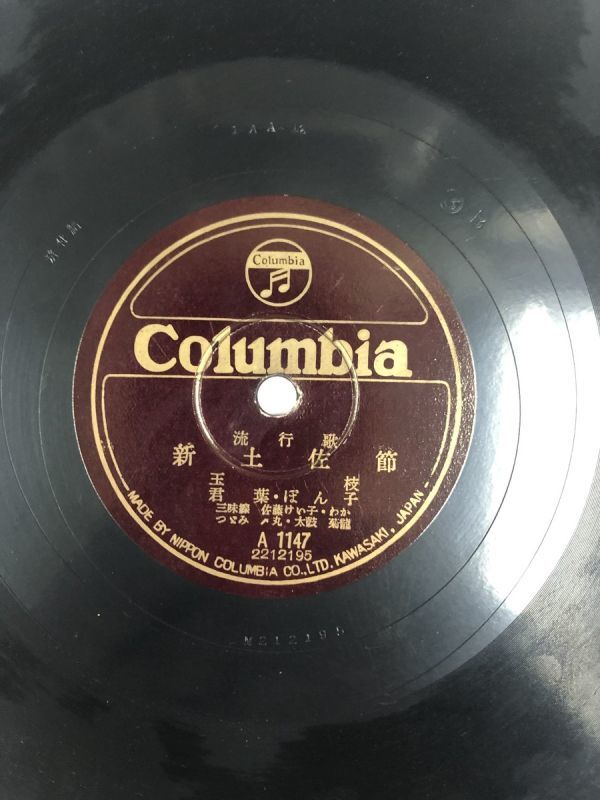 Columbia
Columbia
流行歌
新土佐節
玉枝
君葉・ぽん子
三味線 佐藤けい子・わか
つゞみ 〆丸・太鼓 菊龍
A 1147
2212195
MADE BY NIPPON COLUMBIA CO., LTD. KAWASAKI, JAPAN
M212195